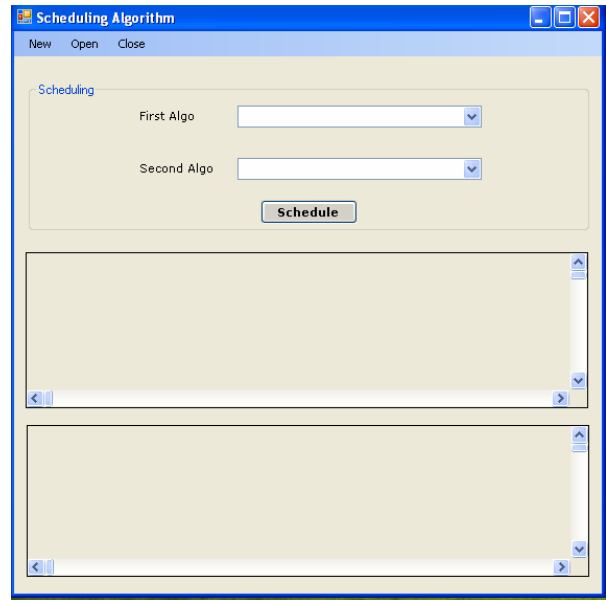 Scheduling Algorithm
New Open Close
Scheduling
First Algo
Second Algo
Schedule